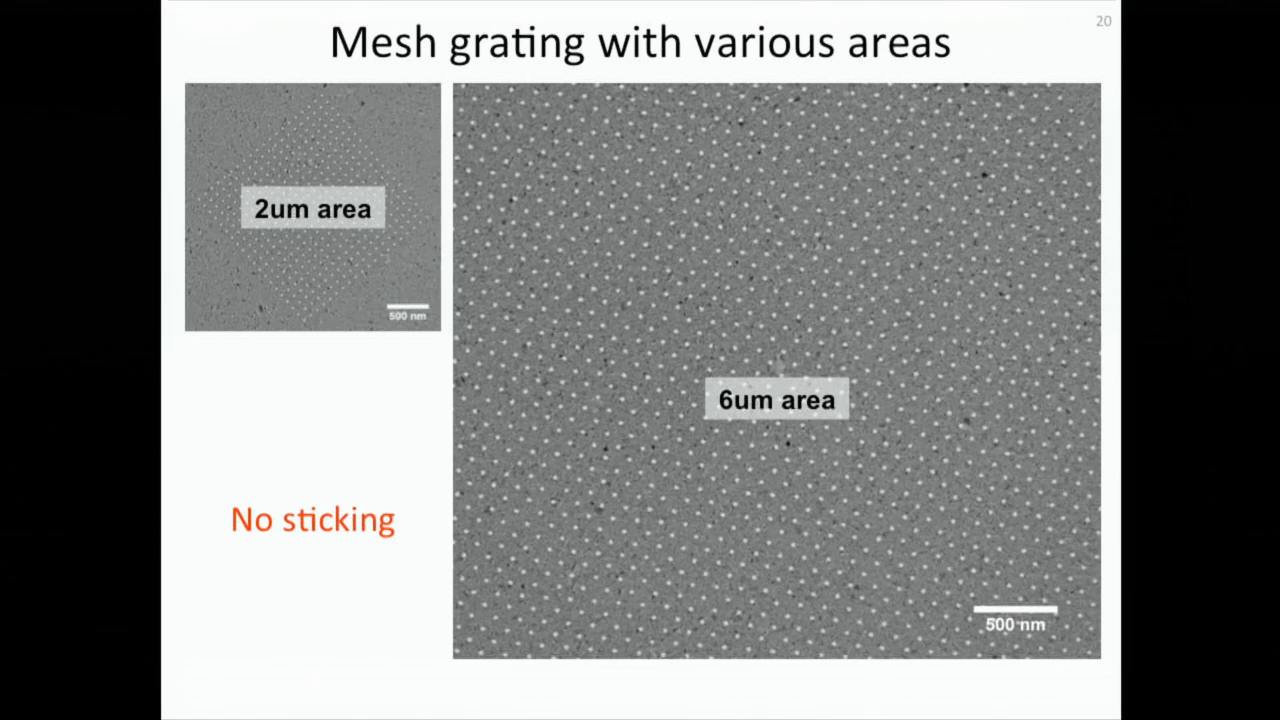 20
Mesh grating with various areas
2um area
500 nm
6um area
No sticking
500 nm